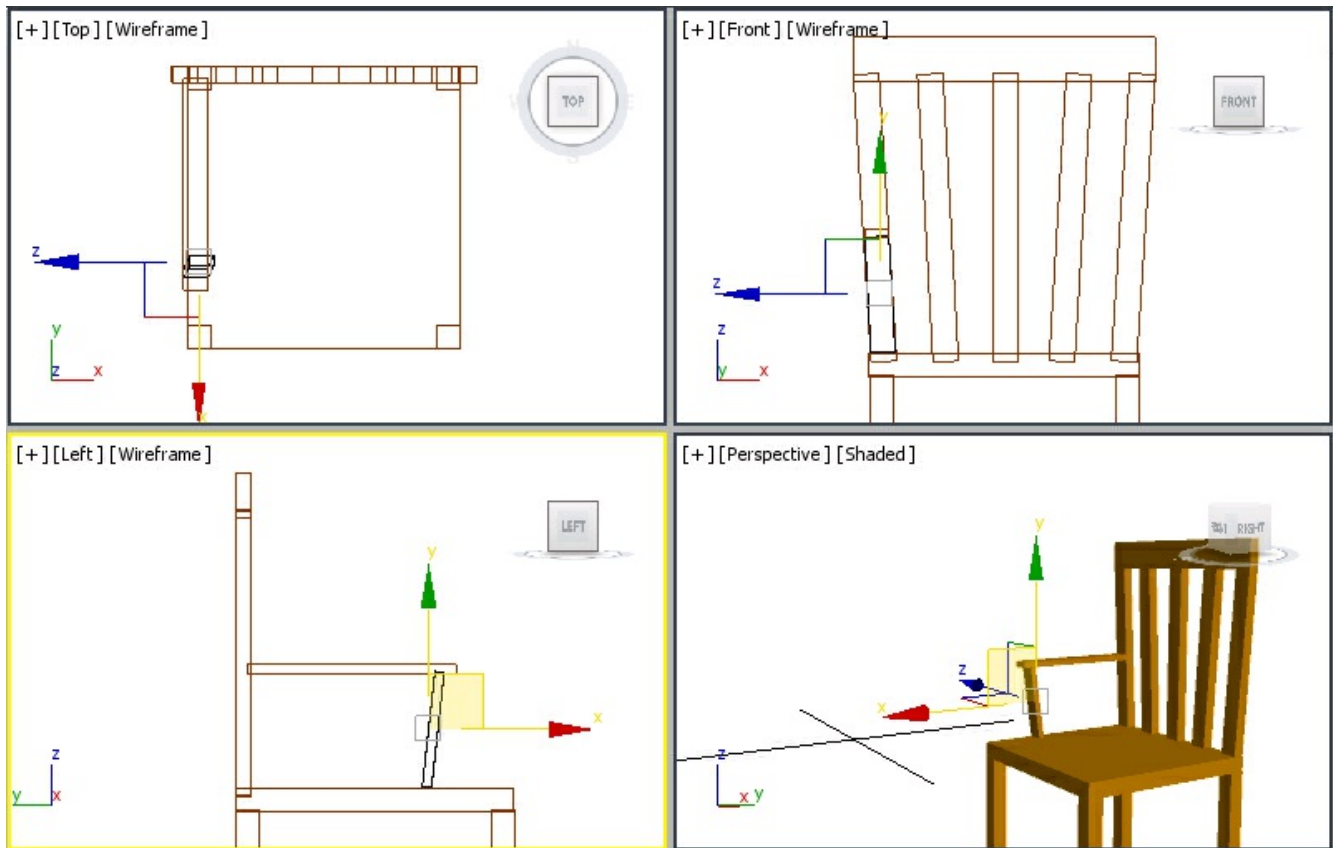 [+] [Top] [Wireframe]
N
W
TOP
E
S
z
x
y
z
x
[+] [Front] [Wireframe]
FRONT
y
z
z
y
x
[+] [Left] [Wireframe]
LEFT
y
x
z
y
x
[+] [Perspective] [Shaded]
RIGHT
y
z
x
z
x
y